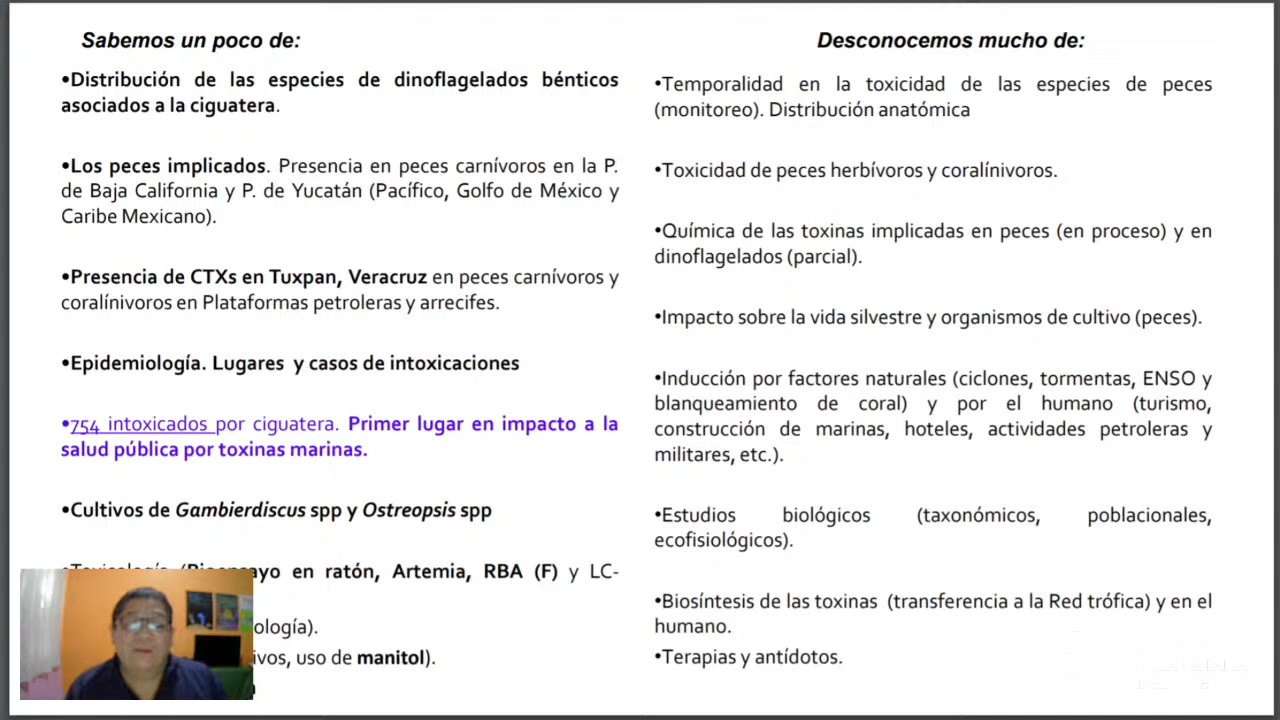 Sabemos un poco de:
•Distribución de las especies de dinoflagelados bénticos
asociados a la ciguatera.
•Los peces implicados. Presencia en peces carnívoros en la P.
de Baja California y P. de Yucatán (Pacífico, Golfo de México y
Caribe Mexicano).
•Presencia de CTXs en Tuxpan, Veracruz en peces carnívoros y
coralínivoros en Plataformas petroleras y arrecifes.
•Epidemiología. Lugares y casos de intoxicaciones
•754 intoxicados por ciguatera. Primer lugar en impacto a la
salud pública por toxinas marinas.
•Cultivos de Gambierdiscus spp y Ostreopsis spp
•Toxicología (Bioensayo en ratón, Artemia, RBA (F) y LC-
ología).
ivos, uso de manitol).
Desconocemos mucho de:
•Temporalidad en la toxicidad de las especies de peces
(monitoreo). Distribución anatómica
•Toxicidad de peces herbívoros y coralínivoros.
•Química de las toxinas implicadas en peces (en proceso) y en
dinoflagelados (parcial).
•Impacto sobre la vida silvestre y organismos de cultivo (peces).
•Inducción por factores naturales (ciclones, tormentas, ENSO y
blanqueamiento de coral) y por el humano (turismo,
construcción de marinas, hoteles, actividades petroleras y
militares, etc.).
•Estudios biológicos (taxonómicos, poblacionales,
ecofisiológicos).
•Biosíntesis de las toxinas (transferencia a la Red trófica) y en el
humano.
•Terapias y antídotos.